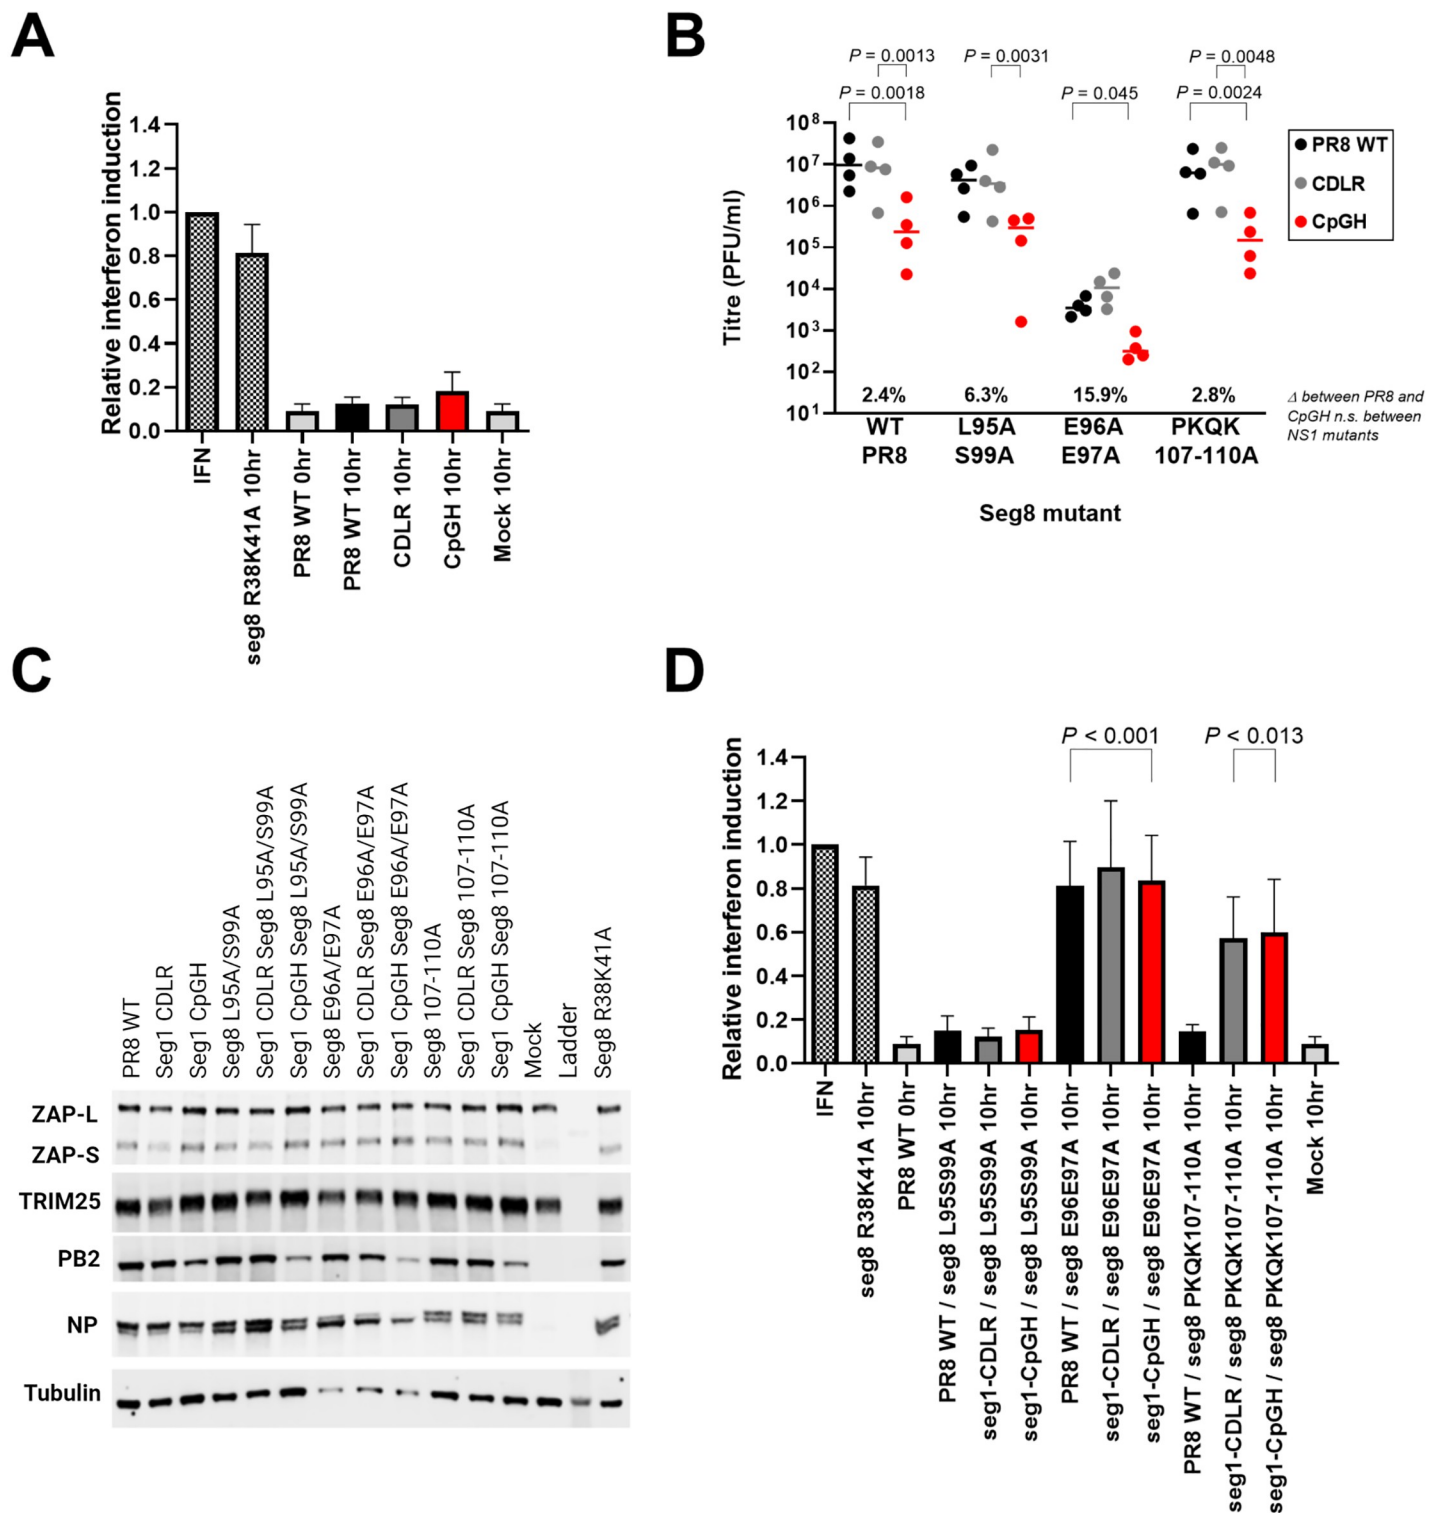 A
Relative interferon induction
1.4
1.2
1.0
0.8
0.6
0.4
0.2
0.0
IFN
seg8 R38K41A 10hr
PR8 WT 0hr
PR8 WT 10hr
CDLR 10hr
CpGH 10hr
Mock 10hr
B
P = 0.0013
P = 0.0031
P = 0.0048
P = 0.0018
P = 0.045
P = 0.0024
Titre (PFU/ml)
10⁸
10⁷
10⁶
10⁵
10⁴
10³
10²
10¹
PR8 WT
CDLR
CpGH
2.4%
6.3%
15.9%
2.8%
WT
PR8
L95A
S99A
E96A
E97A
PKQK
107-110A
Seg8 mutant
Δ between PR8 and
CpGH n.s. between
NS1 mutants
C
PR8 WT
Seg1 CDLR
Seg1 CpGH
Seg8 L95A/S99A
Seg1 CDLR Seg8 L95A/S99A
Seg1 CpGH Seg8 L95A/S99A
Seg8 E96A/E97A
Seg1 CDLR Seg8 E96A/E97A
Seg1 CpGH Seg8 E96A/E97A
Seg8 107-110A
Seg1 CDLR Seg8 107-110A
Seg1 CpGH Seg8 107-110A
Mock
Ladder
Seg8 R38K41A
ZAP-L
ZAP-S
TRIM25
PB2
NP
Tubulin
D
P < 0.001
P < 0.013
Relative interferon induction
1.4
1.2
1.0
0.8
0.6
0.4
0.2
0.0
IFN
seg8 R38K41A 10hr
PR8 WT 0hr
PR8 WT / seg8 L95S99A 10hr
seg1-CDLR / seg8 L95S99A 10hr
seg1-CpGH / seg8 L95S99A 10hr
PR8 WT / seg8 E96E97A 10hr
seg1-CDLR / seg8 E96E97A 10hr
seg1-CpGH / seg8 E96E97A 10hr
PR8 WT / seg8 PKQK107-110A 10hr
seg1-CDLR / seg8 PKQK107-110A 10hr
seg1-CpGH / seg8 PKQK107-110A 10hr
Mock 10hr